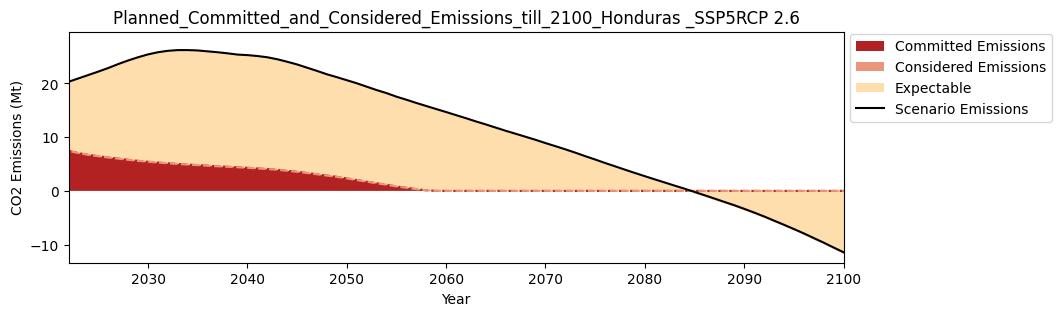 Planned_Committed_and_Considered_Emissions_till_2100_Honduras _SSP5RCP 2.6
CO2 Emissions (Mt)
20
10
0
−10
2030 2040 2050 2060 2070 2080 2090 2100
Year
Committed Emissions
Considered Emissions
Expectable
Scenario Emissions